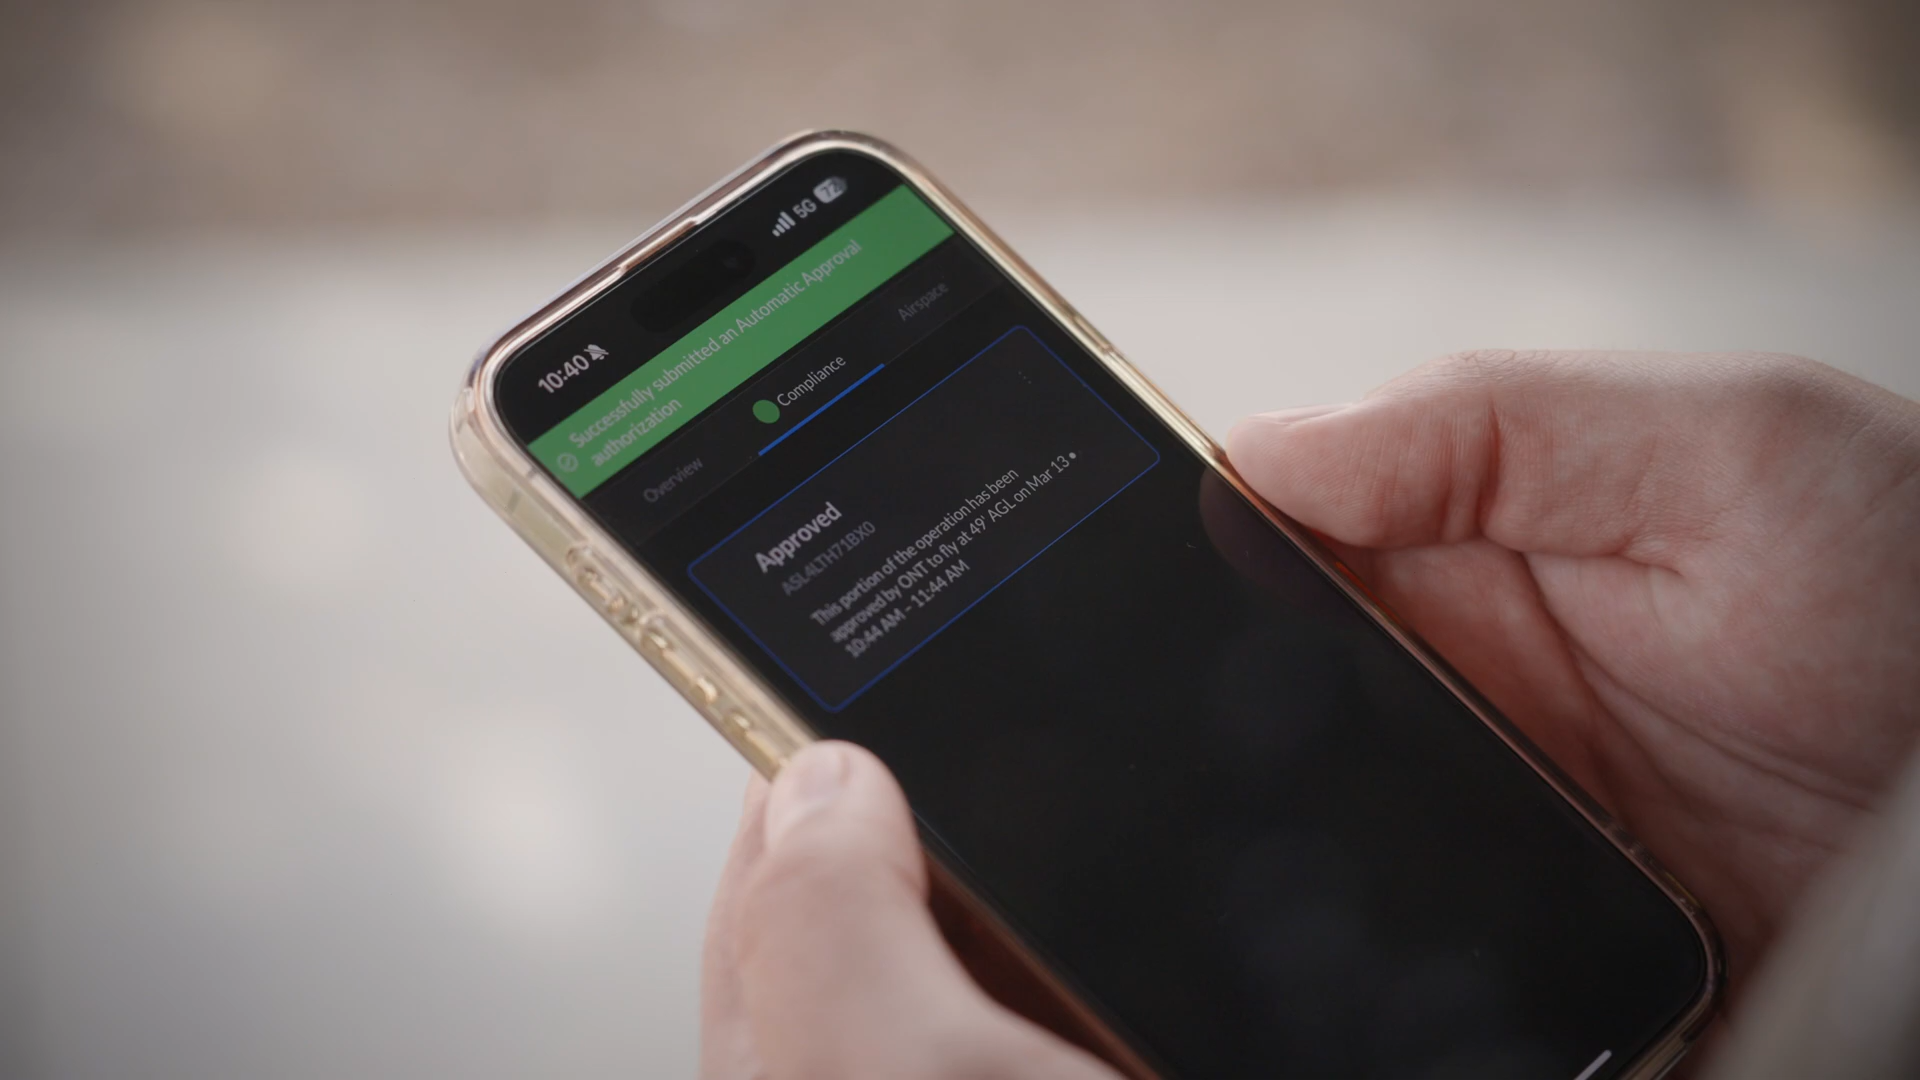 10:40
5G 72
Successfully submitted an Automatic Approval
authorization
Overview
Compliance
Airspace
Approved
ASL4LTH71BX0
This portion of the operation has been
approved by ONT to fly at 49' AGL on Mar 13 •
10:44 AM - 11:44 AM